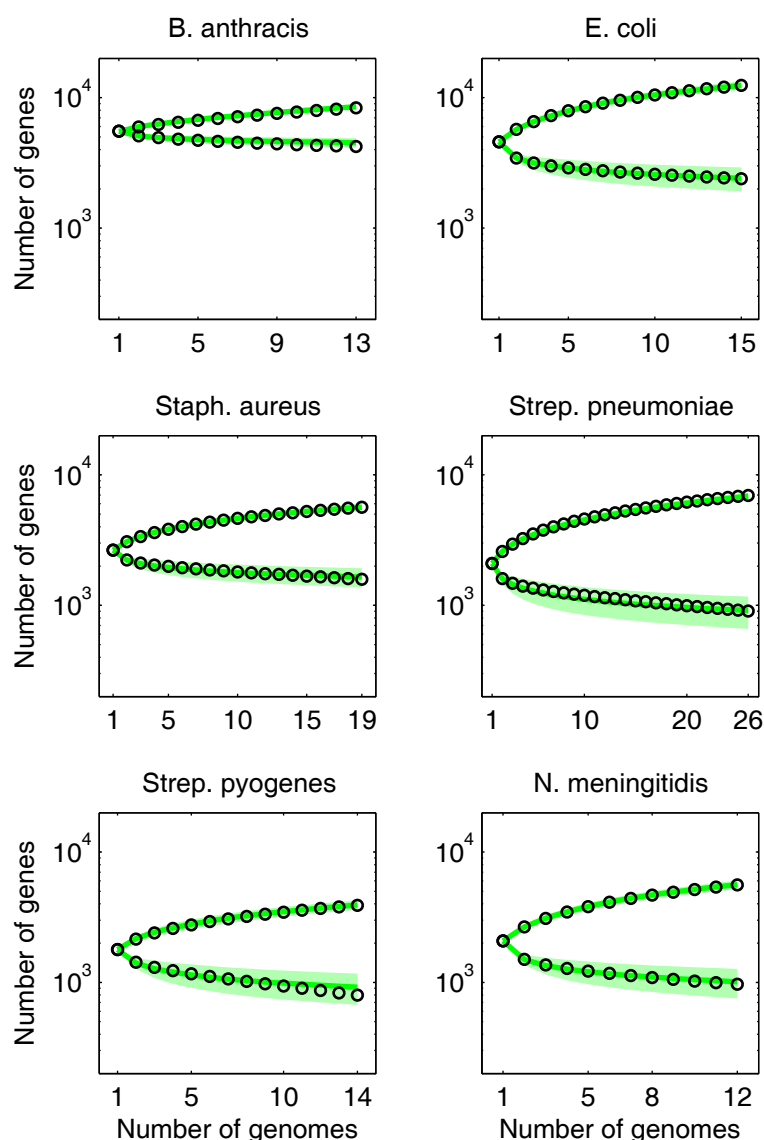 B. anthracis
E. coli
Number of genes
10^4
10^3
1 5 9 13
10^4
10^3
1 5 10 15
Staph. aureus
Strep. pneumoniae
Number of genes
10^4
10^3
1 5 10 15 19
10^4
10^3
1 10 20 26
Strep. pyogenes
N. meningitidis
Number of genes
10^4
10^3
1 5 10 14
Number of genomes
10^4
10^3
1 5 8 12
Number of genomes